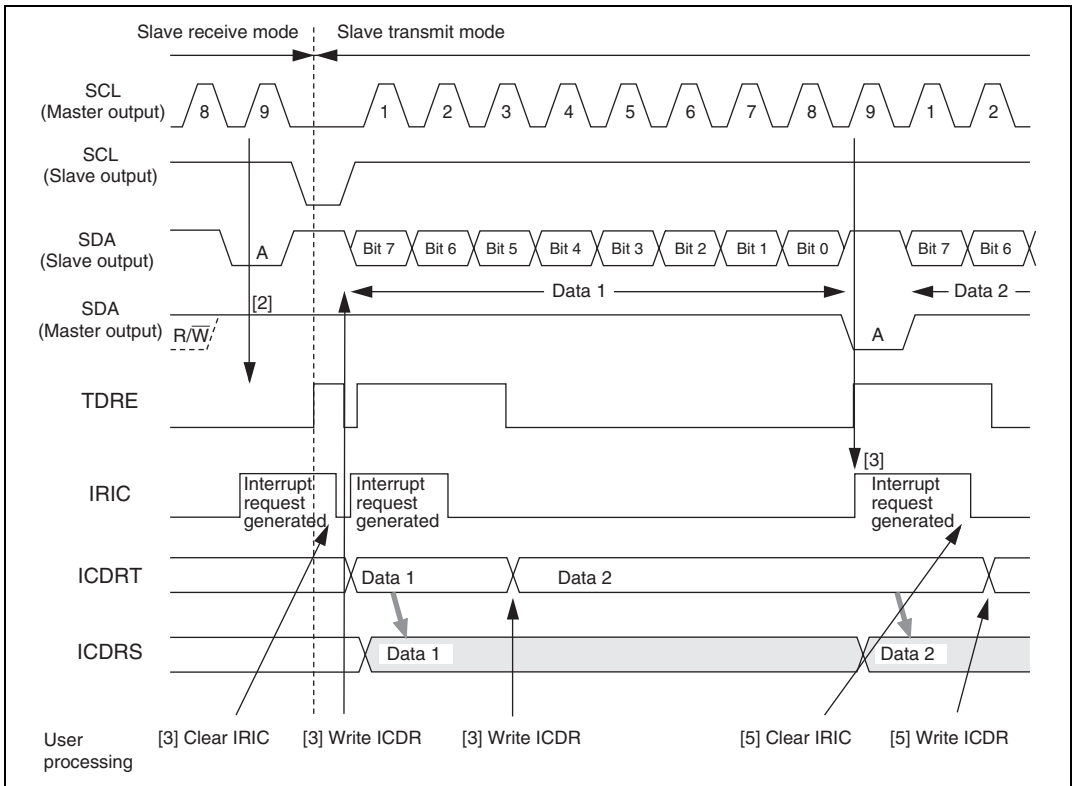 Slave receive mode Slave transmit mode
SCL
(Master output)
8 9 1 2 3 4 5 6 7 8 9 1 2
SCL
(Slave output)
SDA
(Slave output)
A Bit 7 Bit 6 Bit 5 Bit 4 Bit 3 Bit 2 Bit 1 Bit 0 Bit 7 Bit 6
[2] Data 1 Data 2
SDA
(Master output)
R/W̅ A
TDRE
[3]
IRIC
Interrupt request generated
Interrupt request generated
Interrupt request generated
ICDRT
Data 1 Data 2
ICDRS
Data 1 Data 2
User processing
[3] Clear IRIC [3] Write ICDR [3] Write ICDR [5] Clear IRIC [5] Write ICDR